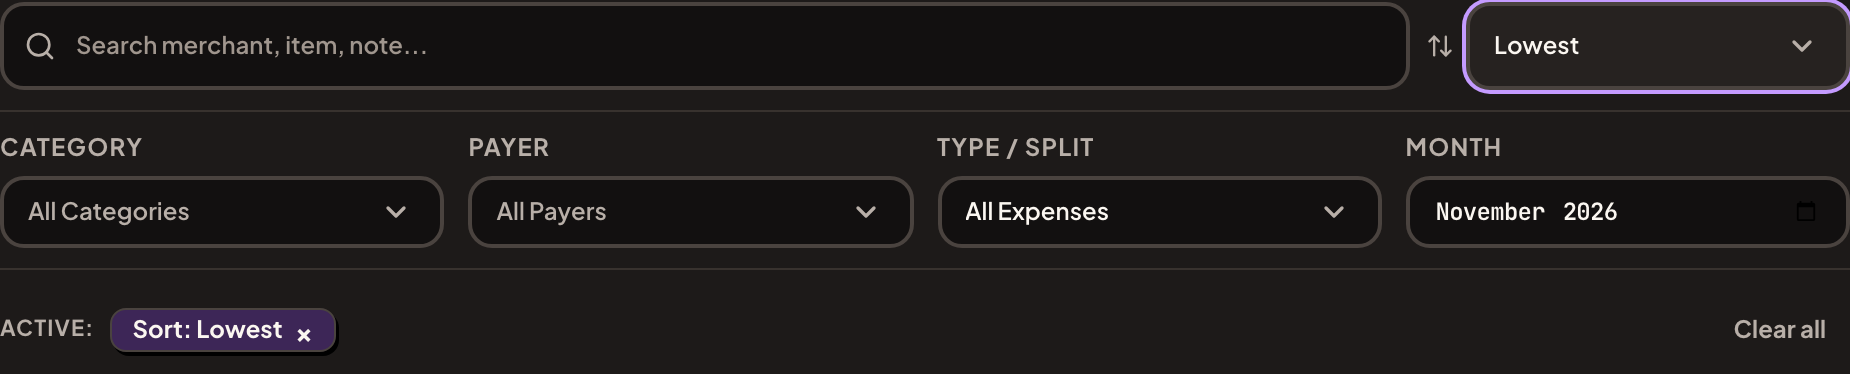 Search merchant, item, note...
Lowest
CATEGORY
PAYER
TYPE / SPLIT
MONTH
All Categories
All Payers
All Expenses
November 2026
ACTIVE:
Sort: Lowest ×
Clear all